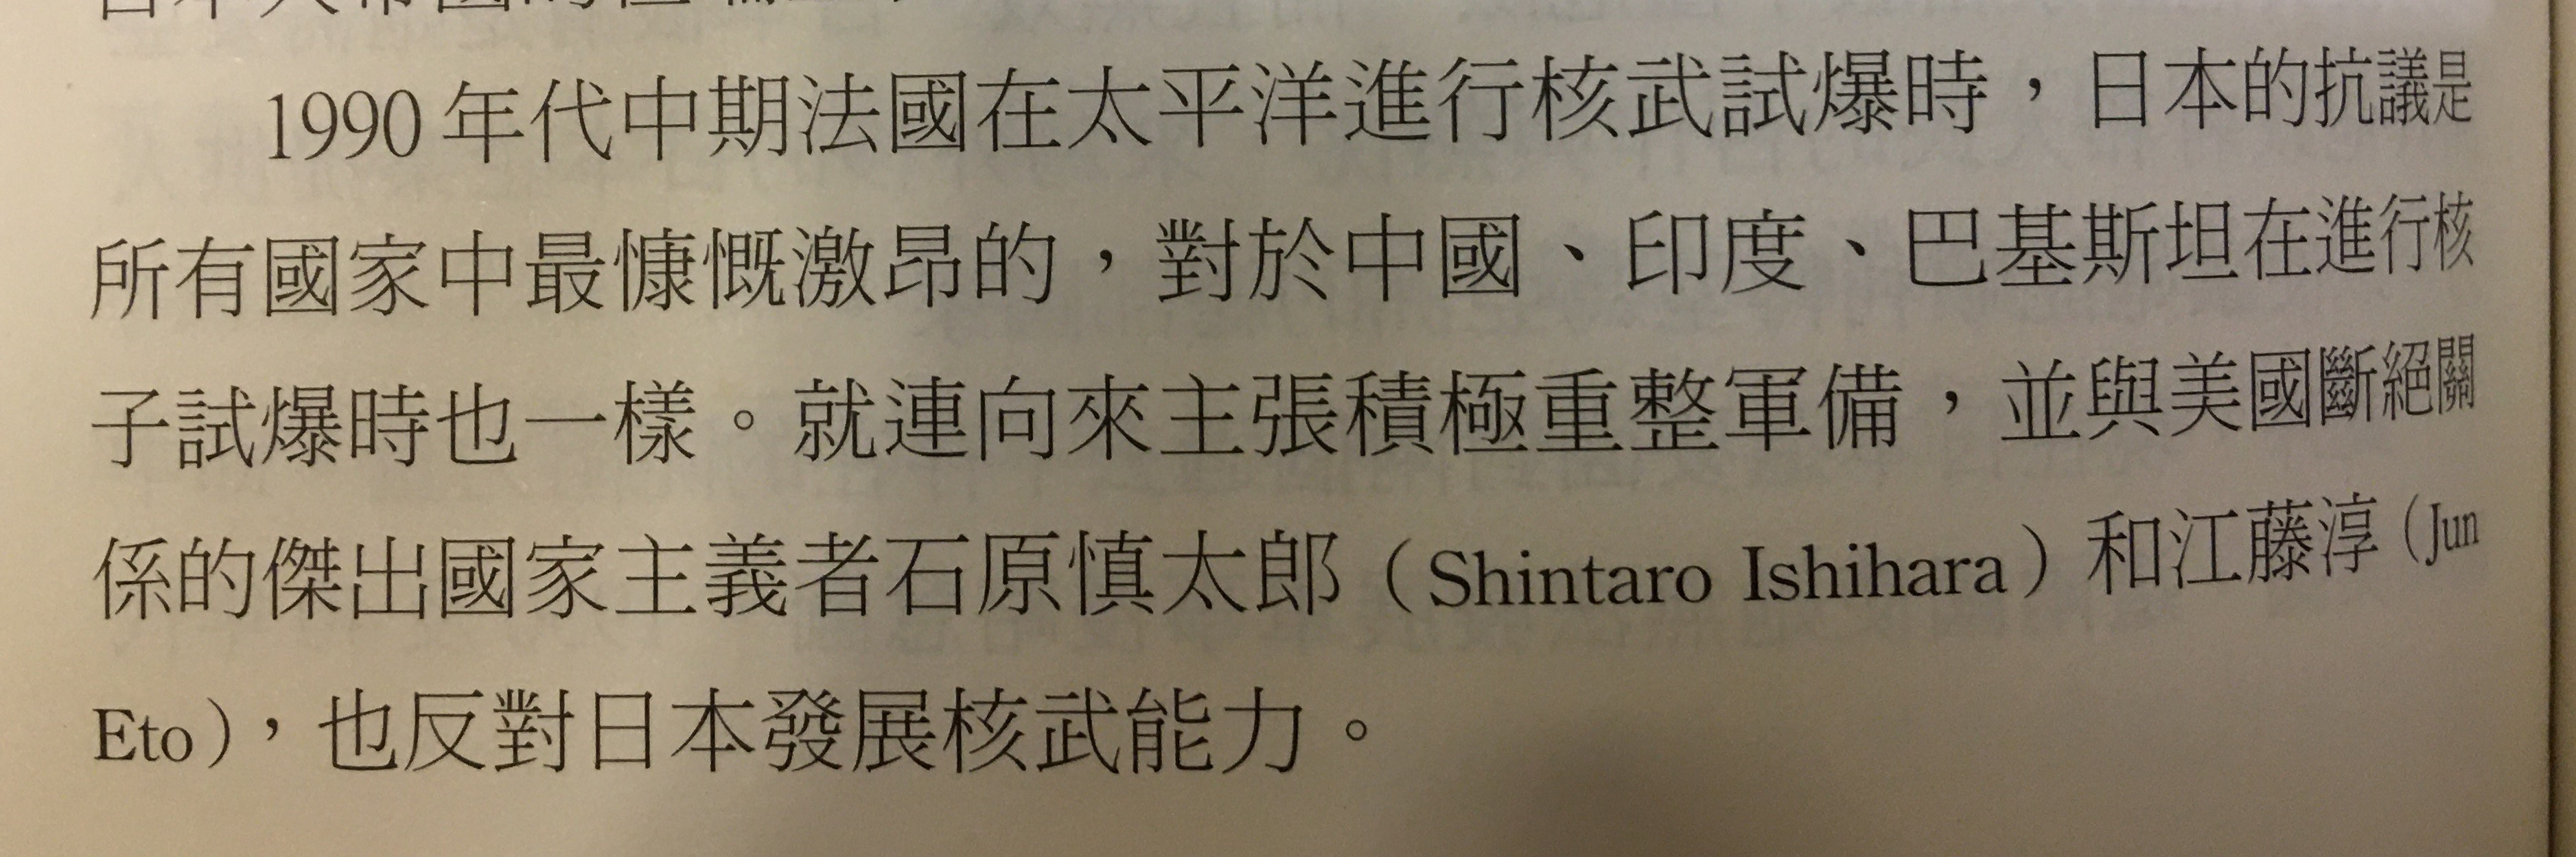 1990 年代中期法國在太平洋進行核武試爆時，日本的抗議是
所有國家中最慷慨激昂的，對於中國、印度、巴基斯坦在進行核
子試爆時也一樣。就連向來主張積極重整軍備，並與美國斷絕關
係的傑出國家主義者石原慎太郎（Shintaro Ishihara）和江藤淳（Jun
Eto），也反對日本發展核武能力。